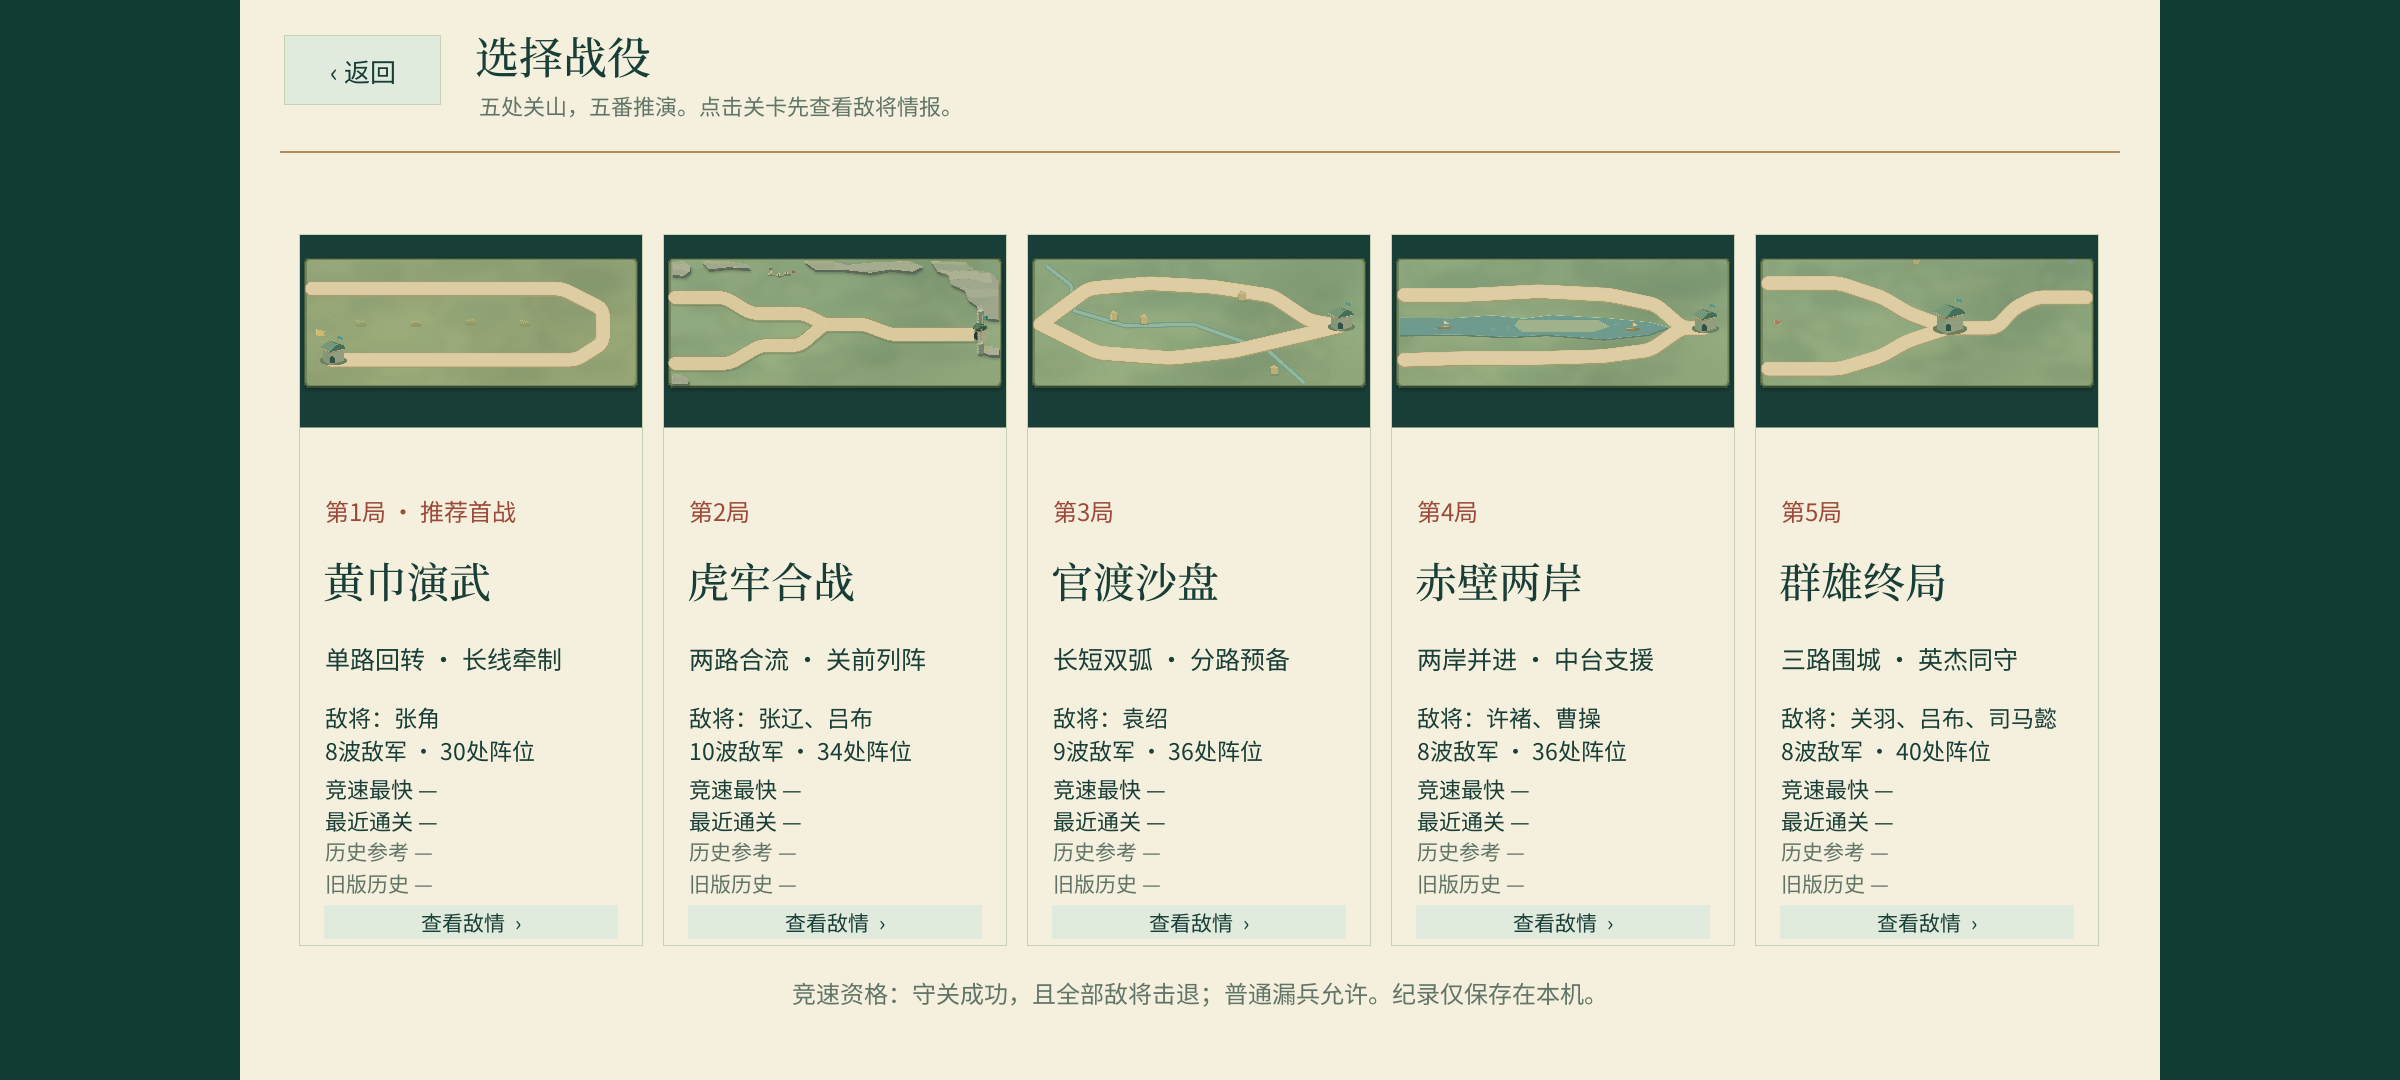 ‹ 返回
选择战役
五处关山，五番推演。点击关卡先查看敌将情报。
第1局 · 推荐首战
黄巾演武
单路回转 · 长线牵制
敌将：张角
8波敌军 · 30处阵位
竞速最快 —
最近通关 —
历史参考 —
旧版历史 —
查看敌情 ›
第2局
虎牢合战
两路合流 · 关前列阵
敌将：张辽、吕布
10波敌军 · 34处阵位
竞速最快 —
最近通关 —
历史参考 —
旧版历史 —
查看敌情 ›
第3局
官渡沙盘
长短双弧 · 分路预备
敌将：袁绍
9波敌军 · 36处阵位
竞速最快 —
最近通关 —
历史参考 —
旧版历史 —
查看敌情 ›
第4局
赤壁两岸
两岸并进 · 中台支援
敌将：许褚、曹操
8波敌军 · 36处阵位
竞速最快 —
最近通关 —
历史参考 —
旧版历史 —
查看敌情 ›
第5局
群雄终局
三路围城 · 英杰同守
敌将：关羽、吕布、司马懿
8波敌军 · 40处阵位
竞速最快 —
最近通关 —
历史参考 —
旧版历史 —
查看敌情 ›
竞速资格：守关成功，且全部敌将击退；普通漏兵允许。纪录仅保存在本机。